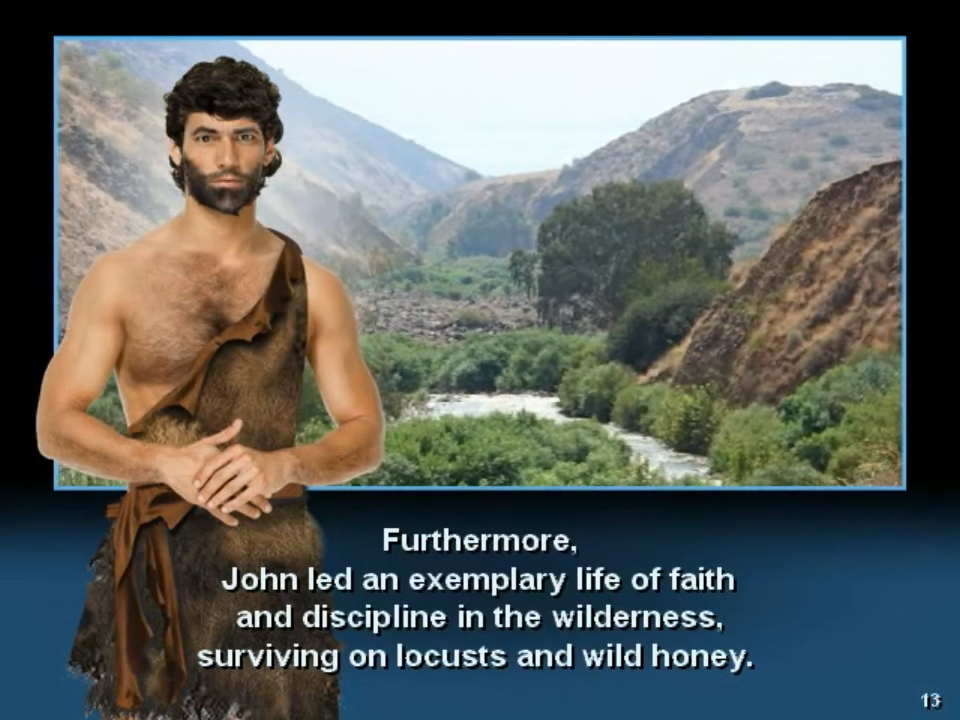 Furthermore,
John led an exemplary life of faith
and discipline in the wilderness,
surviving on locusts and wild honey.
13